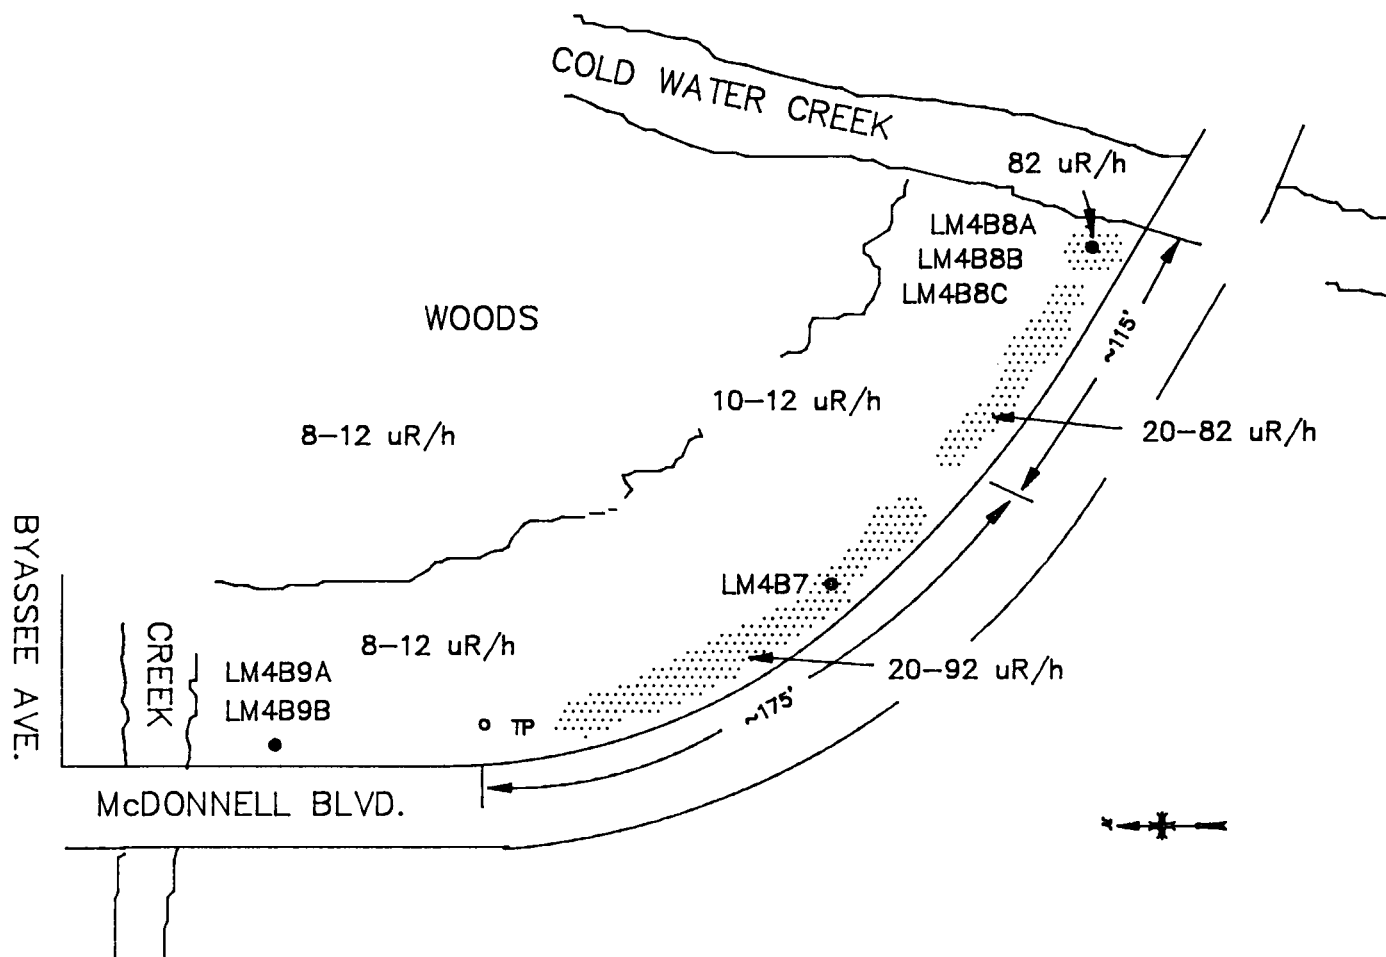 COLD WATER CREEK
82 uR/h
LM4B8A
LM4B8B
LM4B8C
WOODS
~115'
10-12 uR/h
8-12 uR/h
20-82 uR/h
BYASSEE AVE.
LM4B7
CREEK
8-12 uR/h
LM4B9A
20-92 uR/h
LM4B9B
TP
~175'
McDONNELL BLVD.